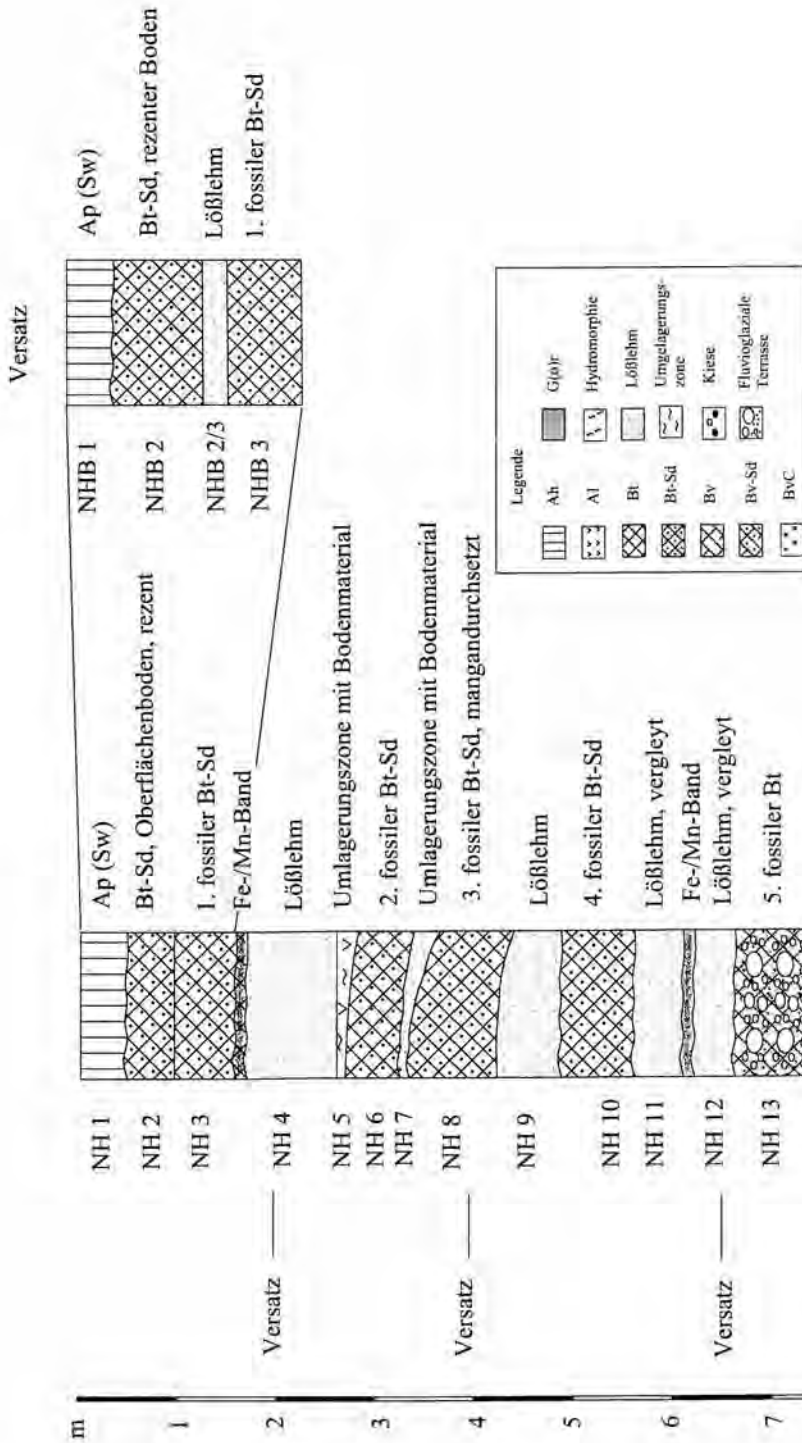 Versatz
NHB 1
Ap (Sw)
NHB 2
Bt-Sd, rezenter Boden
NHB 2/3
Lößlehm
NHB 3
1. fossiler Bt-Sd
m
1
2
3
4
5
6
7
Versatz
Versatz
Versatz
NH 1
Ap (Sw)
NH 2
Bt-Sd, Oberflächenboden, rezent
NH 3
1. fossiler Bt-Sd
Fe-/Mn-Band
NH 4
Lößlehm
NH 5
Umlagerungszone mit Bodenmaterial
NH 6
2. fossiler Bt-Sd
NH 7
Umlagerungszone mit Bodenmaterial
NH 8
3. fossiler Bt-Sd, mangandurchsetzt
NH 9
Lößlehm
NH 10
4. fossiler Bt-Sd
NH 11
Lößlehm, vergleyt
Fe-/Mn-Band
NH 12
Lößlehm, vergleyt
NH 13
5. fossiler Bt
Legende
Ah
Al
Bt
Bt-Sd
Bv
Bv-Sd
BvC
G(o)r
Hydromorphie
Lößlehm
Umgelagerungs-
zone
Kiese
Fluvioglaziale
Terrasse